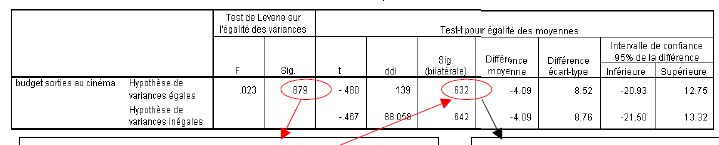 Test de Levene sur l'égalité des variances
Test-t pour égalité des moyennes
F
Sig.
t
ddl
Sig. (bilatérale)
Différence moyenne
Différence écart-type
Intervalle de confiance 95% de la différence
Inférieure
Supérieure
budget sorties au cinéma
Hypothèse de variances égales
.023
.879
-.480
139
.632
-4.09
8.52
-20.93
12.75
Hypothèse de variances inégales
-.467
88.058
.642
-4.09
8.76
-21.50
13.32